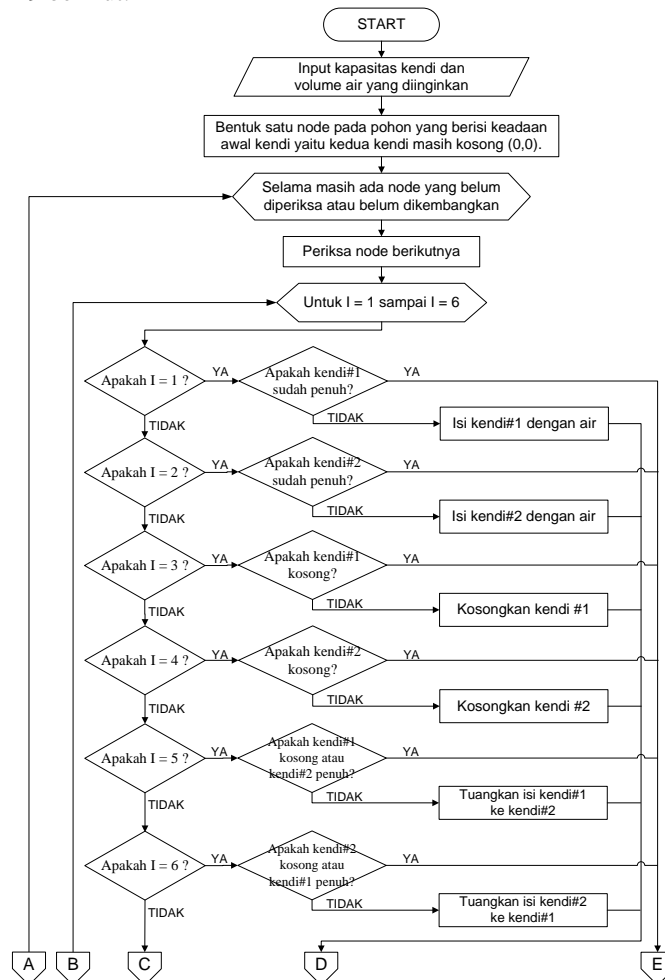 START
Input kapasitas kendi dan
volume air yang diinginkan
Bentuk satu node pada pohon yang berisi keadaan
awal kendi yaitu kedua kendi masih kosong (0,0).
Selama masih ada node yang belum
diperiksa atau belum dikembangkan
Periksa node berikutnya
Untuk I = 1 sampai I = 6
Apakah I = 1 ?
YA
Apakah kendi#1
sudah penuh?
YA
TIDAK
TIDAK
Isi kendi#1 dengan air
Apakah I = 2 ?
YA
Apakah kendi#2
sudah penuh?
YA
TIDAK
TIDAK
Isi kendi#2 dengan air
Apakah I = 3 ?
YA
Apakah kendi#1
kosong?
YA
TIDAK
TIDAK
Kosongkan kendi #1
Apakah I = 4 ?
YA
Apakah kendi#2
kosong?
YA
TIDAK
TIDAK
Kosongkan kendi #2
Apakah I = 5 ?
YA
Apakah kendi#1
kosong atau
kendi#2 penuh?
YA
TIDAK
TIDAK
Tuangkan isi kendi#1
ke kendi#2
Apakah I = 6 ?
YA
Apakah kendi#2
kosong atau
kendi#1 penuh?
YA
TIDAK
TIDAK
Tuangkan isi kendi#2
ke kendi#1
A
B
C
D
E